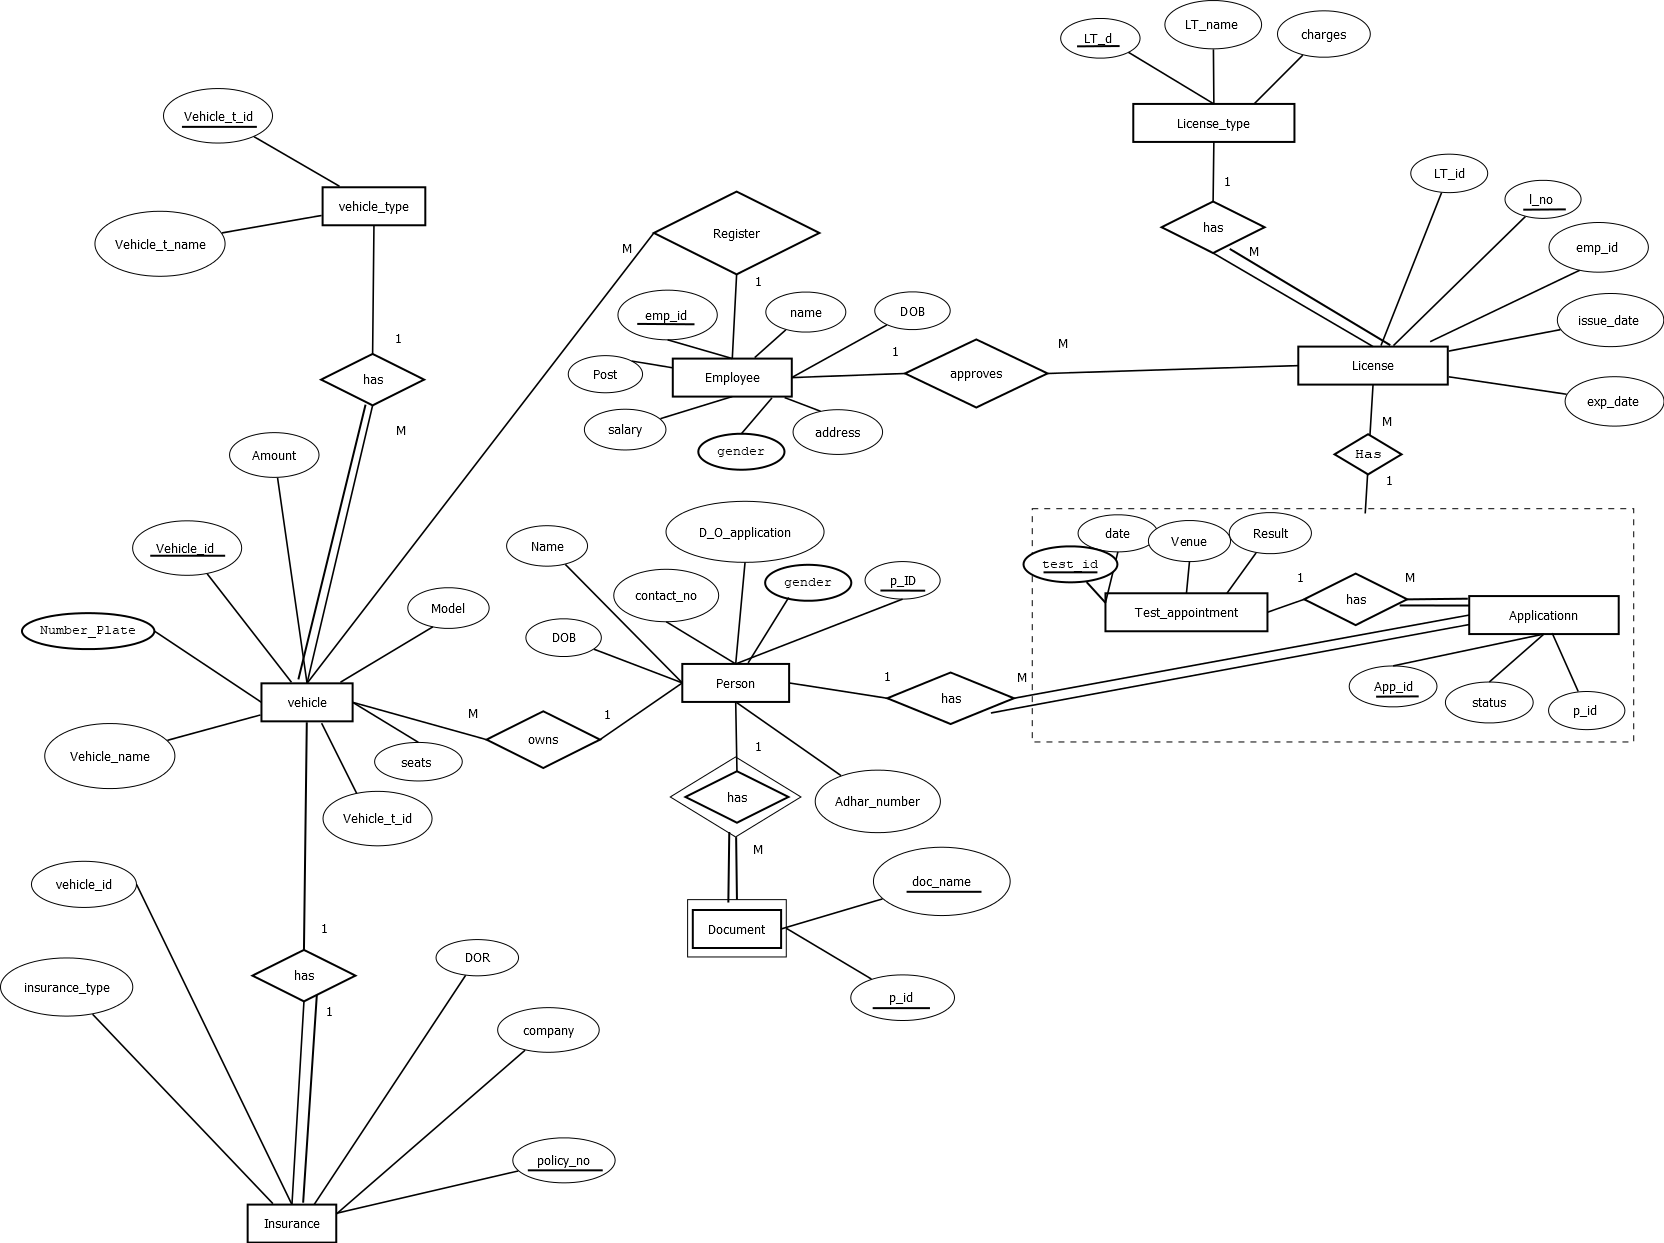 LT_d
LT_name
charges
License_type
Vehicle_t_id
vehicle_type
Vehicle_t_name
1
has
M
LT_id
l_no
emp_id
issue_date
License
exp_date
Register
M
1
emp_id
name
DOB
Post
Employee
1
approves
M
salary
gender
address
1
has
M
Amount
Vehicle_id
Number_Plate
Model
vehicle
Vehicle_name
seats
Vehicle_t_id
M
owns
1
M
Has
1
date
Venue
Result
test_id
Test_appointment
1
has
M
Applicationn
App_id
status
p_id
Name
D_O_application
gender
p_ID
contact_no
DOB
Person
1
has
M
1
has
M
Adhar_number
Document
doc_name
p_id
1
has
1
vehicle_id
insurance_type
DOR
company
policy_no
Insurance